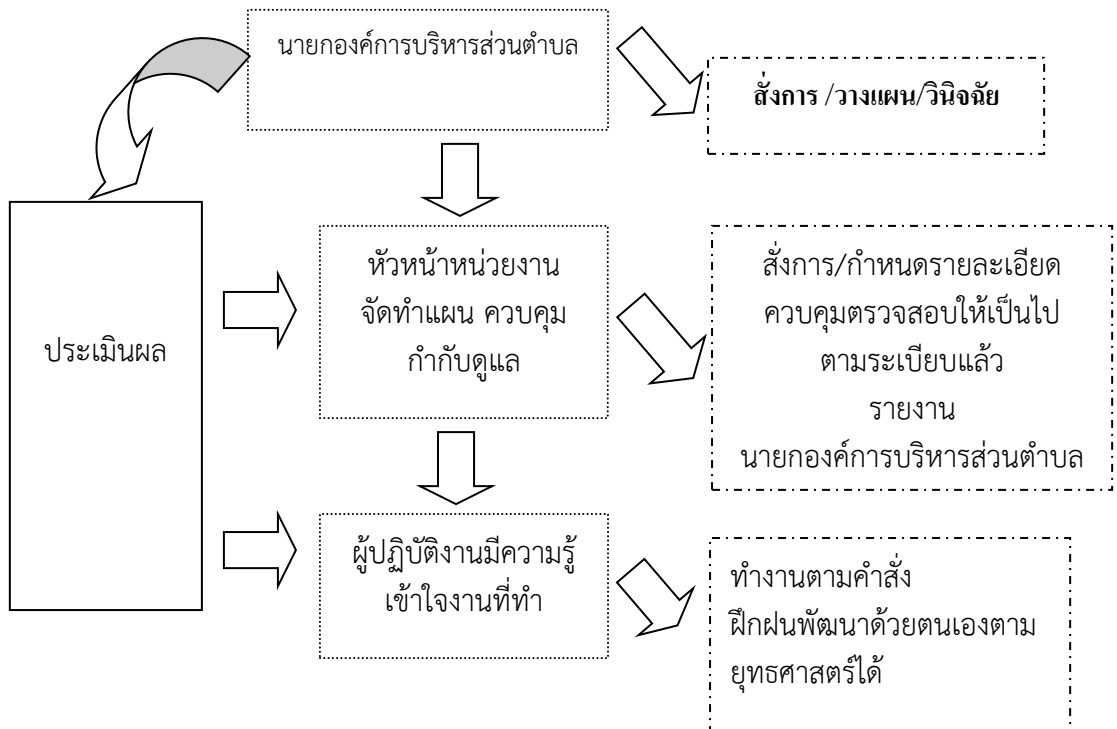 นายกองค์การบริหารส่วนตำบล
สั่งการ /วางแผน/วินิจฉัย
ประเมินผล
หัวหน้าหน่วยงาน
จัดทำแผน ควบคุม
กำกับดูแล
สั่งการ/กำหนดรายละเอียด
ควบคุมตรวจสอบให้เป็นไป
ตามระเบียบแล้ว
รายงาน
นายกองค์การบริหารส่วนตำบล
ผู้ปฏิบัติงานมีความรู้
เข้าใจงานที่ทำ
ทำงานตามคำสั่ง
ฝึกฝนพัฒนาด้วยตนเองตาม
ยุทธศาสตร์ได้